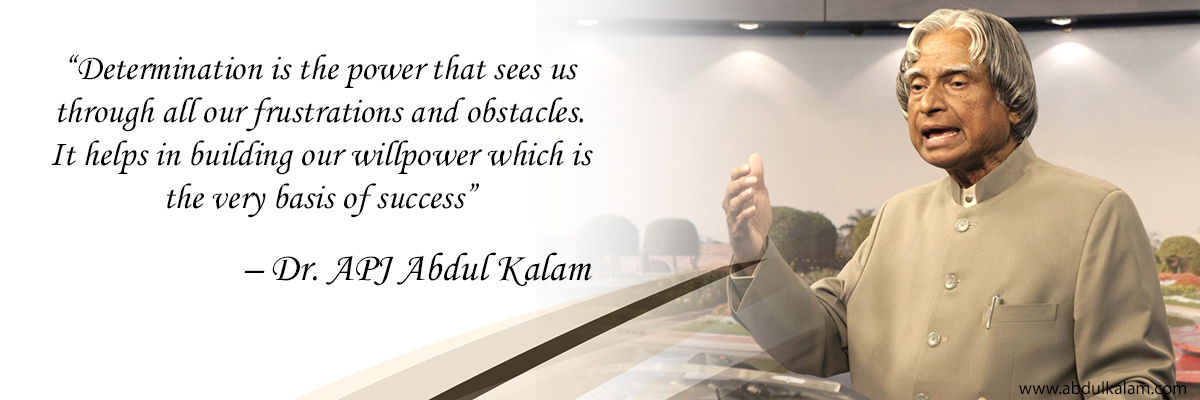 “Determination is the power that sees us
through all our frustrations and obstacles.
It helps in building our willpower which is
the very basis of success”
– Dr. APJ Abdul Kalam
www.abdulkalam.com